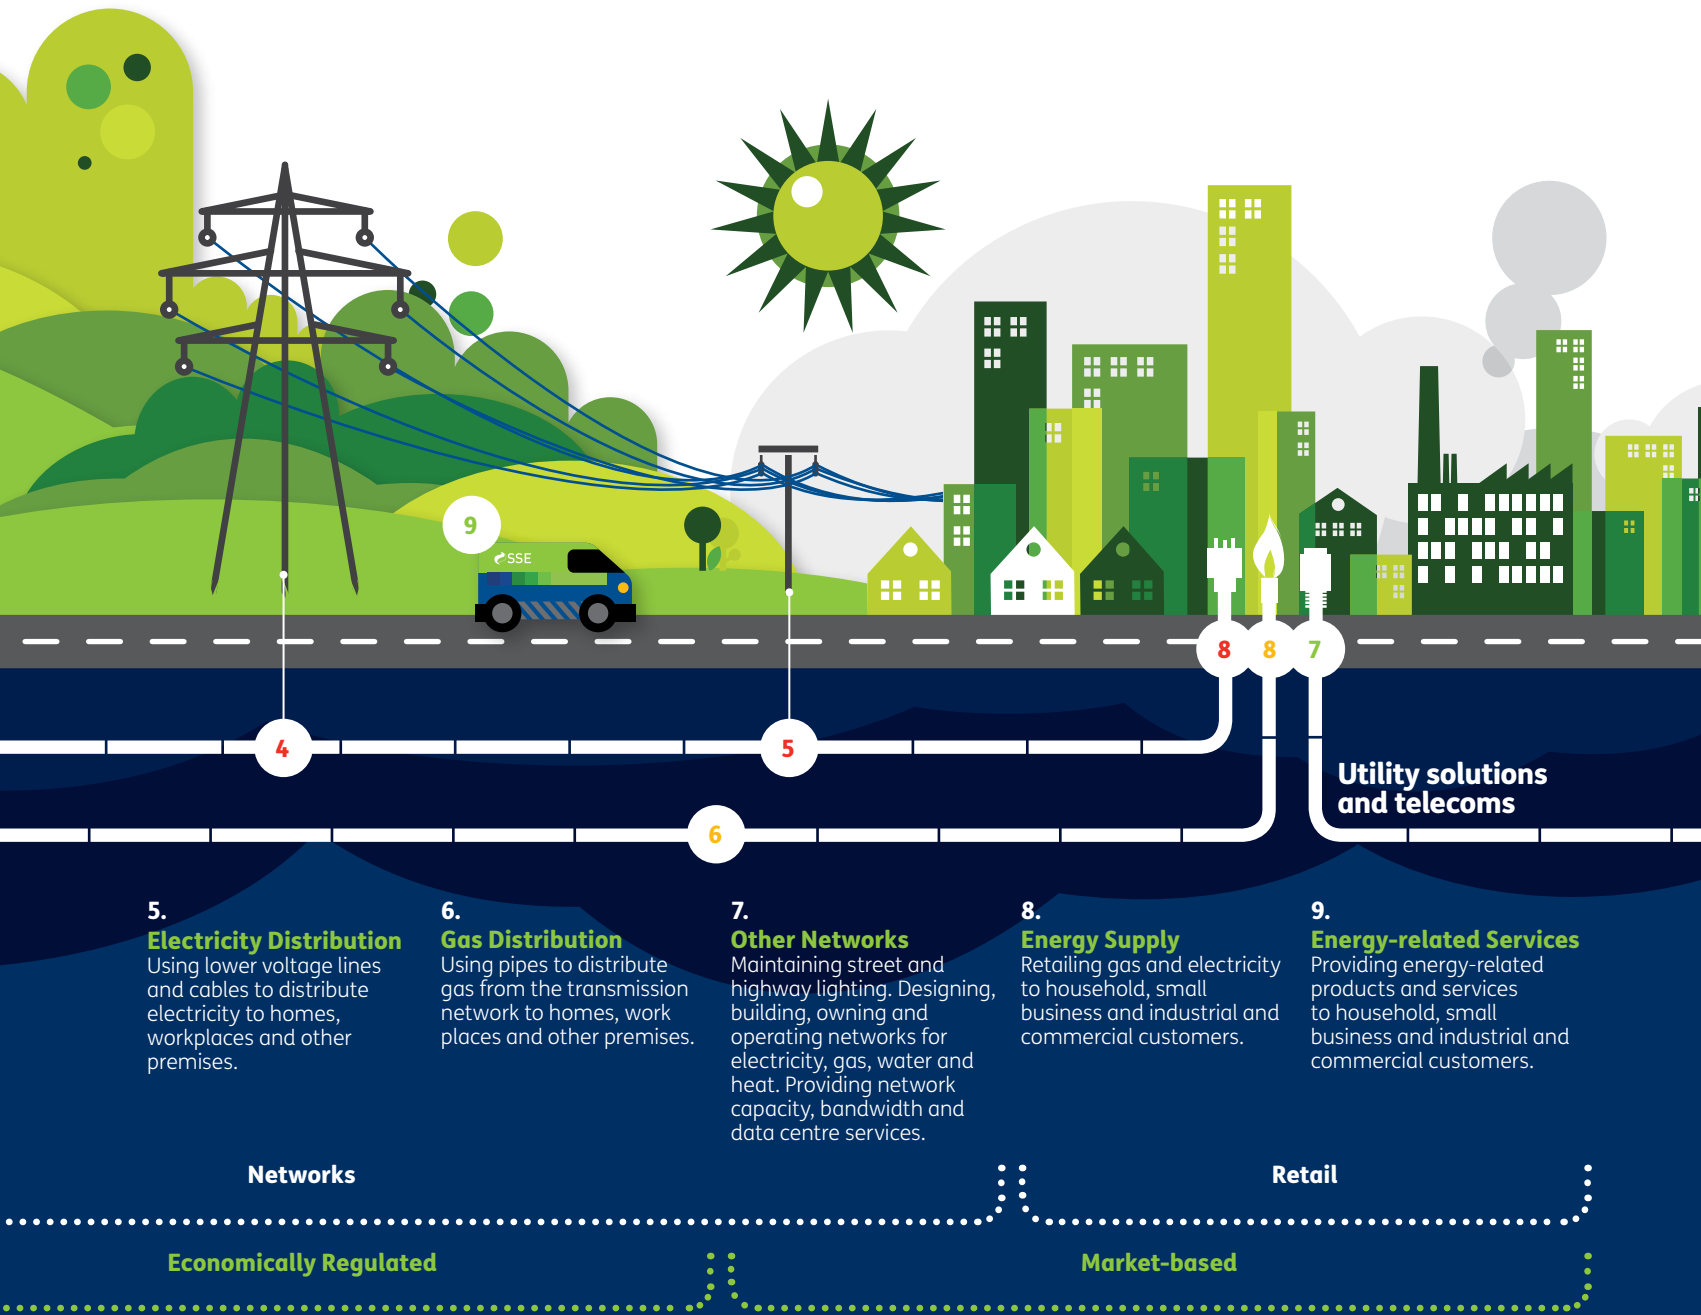 SSE
9
8
8
7
4
5
Utility solutions
and telecoms
6
5.
Electricity Distribution
Using lower voltage lines
and cables to distribute
electricity to homes,
workplaces and other
premises.
6.
Gas Distribution
Using pipes to distribute
gas from the transmission
network to homes, work
places and other premises.
7.
Other Networks
Maintaining street and
highway lighting. Designing,
building, owning and
operating networks for
electricity, gas, water and
heat. Providing network
capacity, bandwidth and
data centre services.
8.
Energy Supply
Retailing gas and electricity
to household, small
business and industrial and
commercial customers.
9.
Energy-related Services
Providing energy-related
products and services
to household, small
business and industrial and
commercial customers.
Networks
Retail
Economically Regulated
Market-based